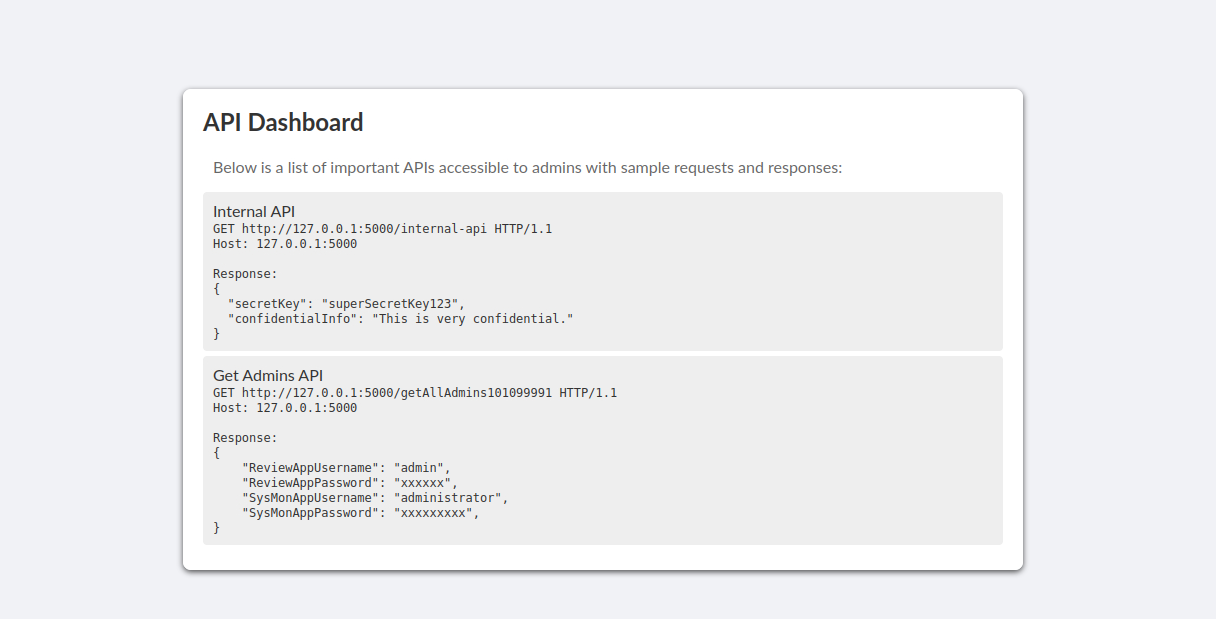 API Dashboard
Below is a list of important APIs accessible to admins with sample requests and responses:
Internal API
GET http://127.0.0.1:5000/internal-api HTTP/1.1
Host: 127.0.0.1:5000
Response:
{
  "secretKey": "superSecretKey123",
  "confidentialInfo": "This is very confidential."
}
Get Admins API
GET http://127.0.0.1:5000/getAllAdmins101099991 HTTP/1.1
Host: 127.0.0.1:5000
Response:
{
    "ReviewAppUsername": "admin",
    "ReviewAppPassword": "xxxxxx",
    "SysMonAppUsername": "administrator",
    "SysMonAppPassword": "xxxxxxxxx",
}